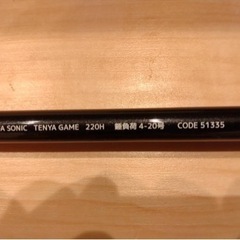 A SONIC TENYA GAME 220H 錘負荷 4-20号 CODE 51335